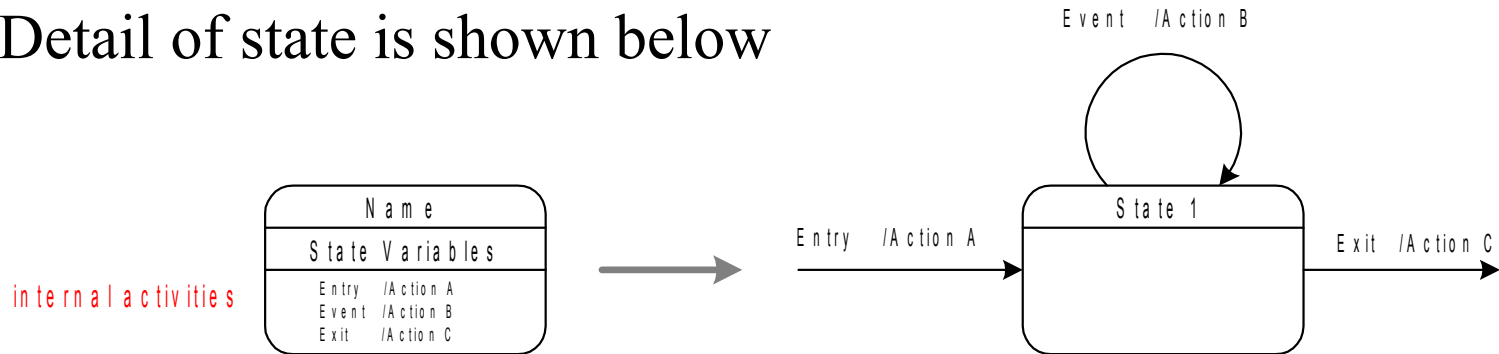 Detail of state is shown below
Event /Action B
Name
State Variables
internal activities
Entry /Action A
Event /Action B
Exit /Action C
Entry /Action A
State 1
Exit /Action C